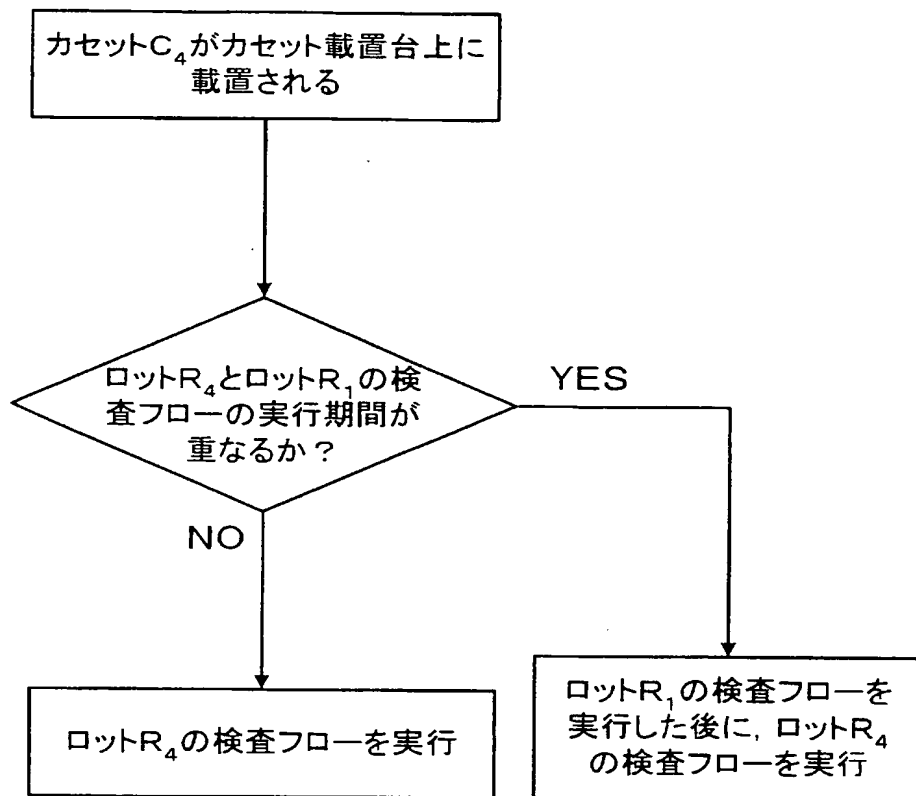 カセットC₄がカセット載置台上に
載置される
ロットR₄とロットR₁の検
査フローの実行期間が
重なるか？
YES
NO
ロットR₄の検査フローを実行
ロットR₁の検査フローを
実行した後に，ロットR₄
の検査フローを実行